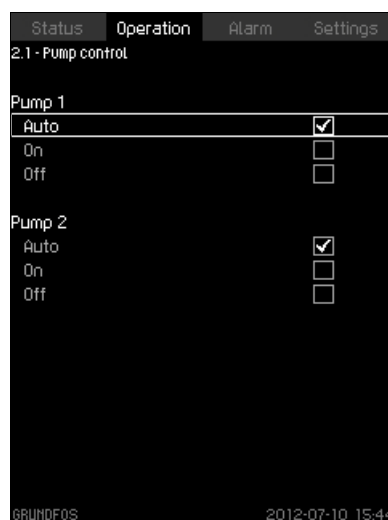 Status Operation Alarm Settings
2.1 - Pump control
Pump 1
Auto
On
Off
Pump 2
Auto
On
Off
GRUNDFOS 2012-07-10 15:44